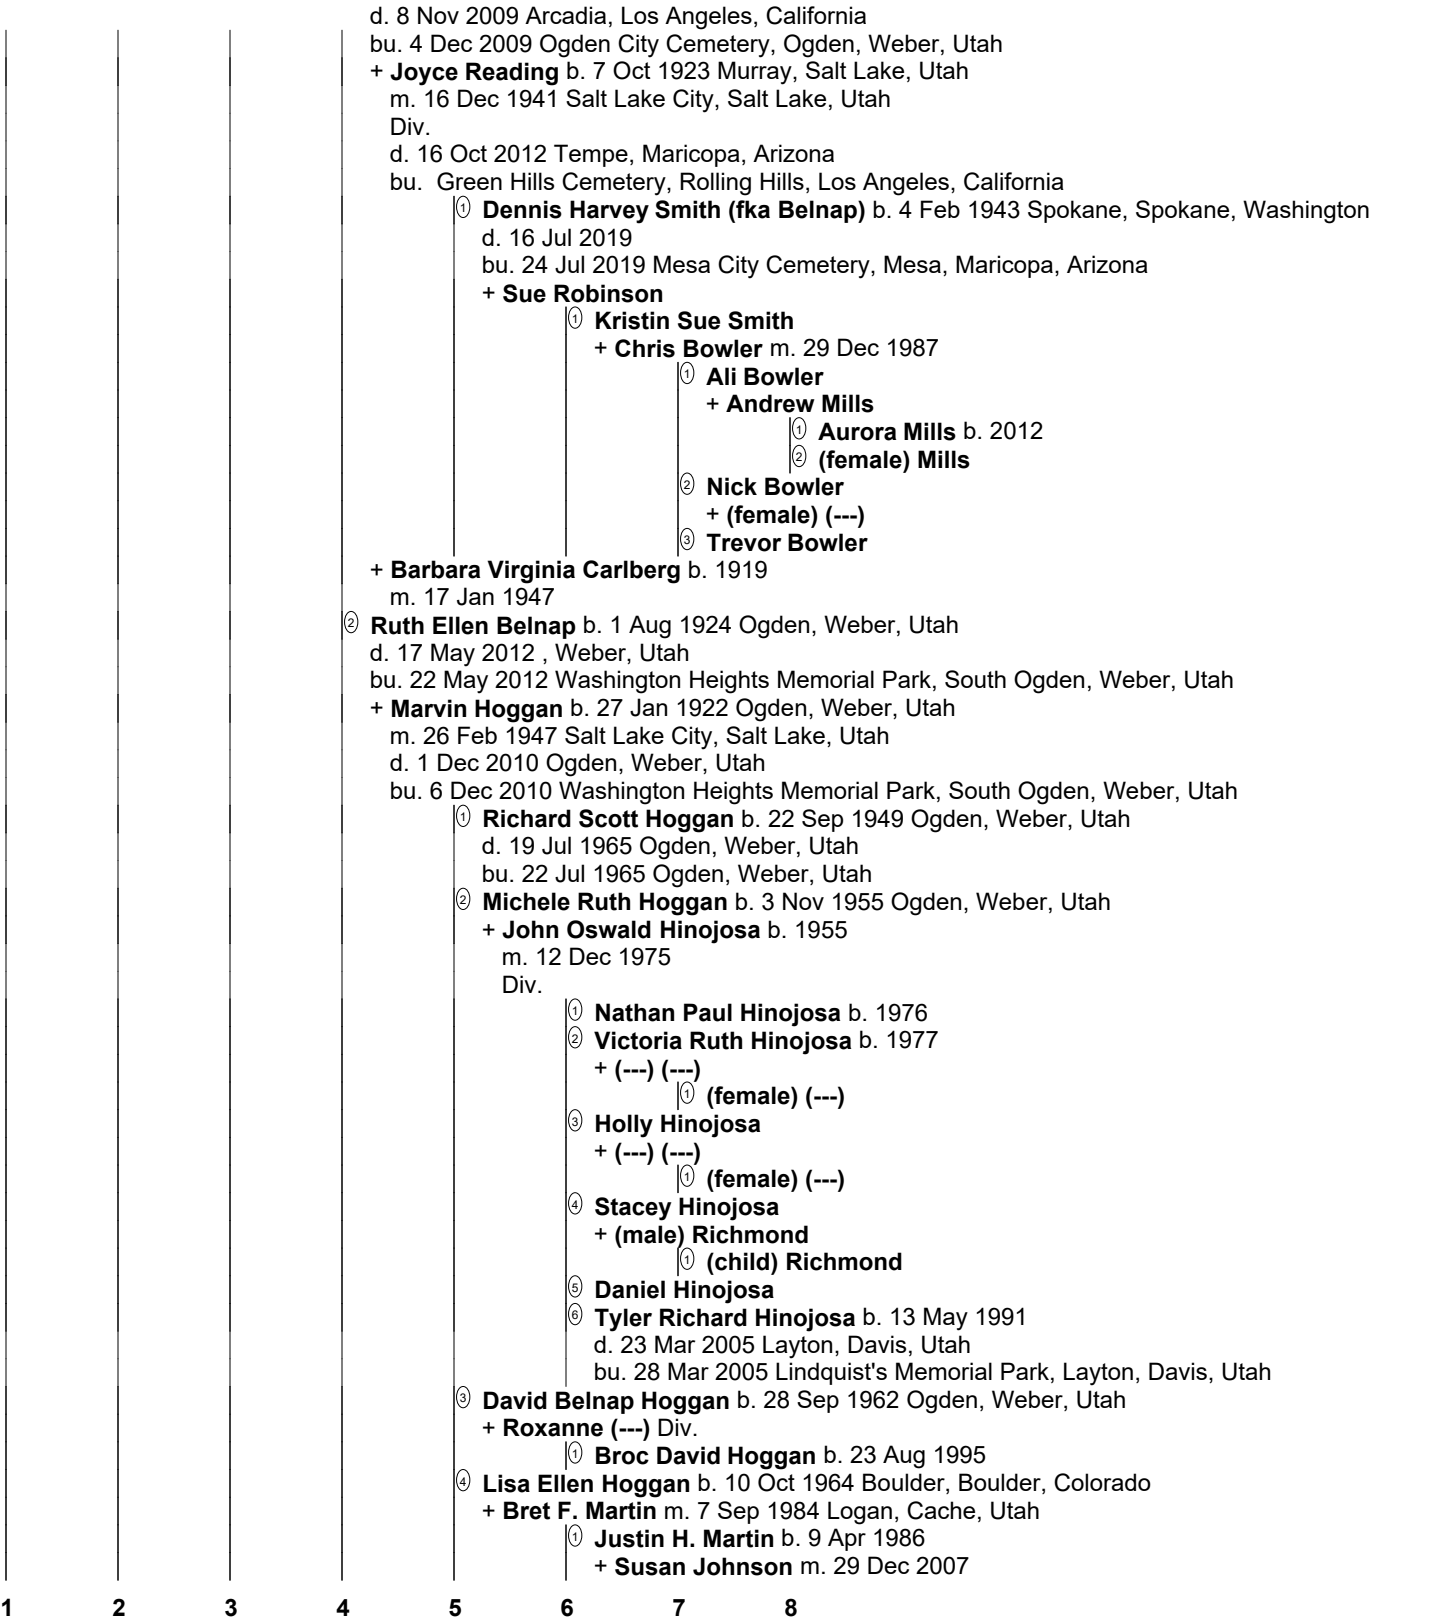 d. 8 Nov 2009 Arcadia, Los Angeles, California
bu. 4 Dec 2009 Ogden City Cemetery, Ogden, Weber, Utah
+ Joyce Reading b. 7 Oct 1923 Murray, Salt Lake, Utah
m. 16 Dec 1941 Salt Lake City, Salt Lake, Utah
Div.
d. 16 Oct 2012 Tempe, Maricopa, Arizona
bu. Green Hills Cemetery, Rolling Hills, Los Angeles, California
1 Dennis Harvey Smith (fka Belnap) b. 4 Feb 1943 Spokane, Spokane, Washington
d. 16 Jul 2019
bu. 24 Jul 2019 Mesa City Cemetery, Mesa, Maricopa, Arizona
+ Sue Robinson
1 Kristin Sue Smith
+ Chris Bowler m. 29 Dec 1987
1 Ali Bowler
+ Andrew Mills
1 Aurora Mills b. 2012
2 (female) Mills
2 Nick Bowler
+ (female) (---)
3 Trevor Bowler
+ Barbara Virginia Carlberg b. 1919
m. 17 Jan 1947
2 Ruth Ellen Belnap b. 1 Aug 1924 Ogden, Weber, Utah
d. 17 May 2012 , Weber, Utah
bu. 22 May 2012 Washington Heights Memorial Park, South Ogden, Weber, Utah
+ Marvin Hoggan b. 27 Jan 1922 Ogden, Weber, Utah
m. 26 Feb 1947 Salt Lake City, Salt Lake, Utah
d. 1 Dec 2010 Ogden, Weber, Utah
bu. 6 Dec 2010 Washington Heights Memorial Park, South Ogden, Weber, Utah
1 Richard Scott Hoggan b. 22 Sep 1949 Ogden, Weber, Utah
d. 19 Jul 1965 Ogden, Weber, Utah
bu. 22 Jul 1965 Ogden, Weber, Utah
2 Michele Ruth Hoggan b. 3 Nov 1955 Ogden, Weber, Utah
+ John Oswald Hinojosa b. 1955
m. 12 Dec 1975
Div.
1 Nathan Paul Hinojosa b. 1976
2 Victoria Ruth Hinojosa b. 1977
+ (---) (---)
1 (female) (---)
3 Holly Hinojosa
+ (---) (---)
1 (female) (---)
4 Stacey Hinojosa
+ (male) Richmond
1 (child) Richmond
5 Daniel Hinojosa
6 Tyler Richard Hinojosa b. 13 May 1991
d. 23 Mar 2005 Layton, Davis, Utah
bu. 28 Mar 2005 Lindquist's Memorial Park, Layton, Davis, Utah
3 David Belnap Hoggan b. 28 Sep 1962 Ogden, Weber, Utah
+ Roxanne (---) Div.
1 Broc David Hoggan b. 23 Aug 1995
4 Lisa Ellen Hoggan b. 10 Oct 1964 Boulder, Boulder, Colorado
+ Bret F. Martin m. 7 Sep 1984 Logan, Cache, Utah
1 Justin H. Martin b. 9 Apr 1986
+ Susan Johnson m. 29 Dec 2007
1 2 3 4 5 6 7 8